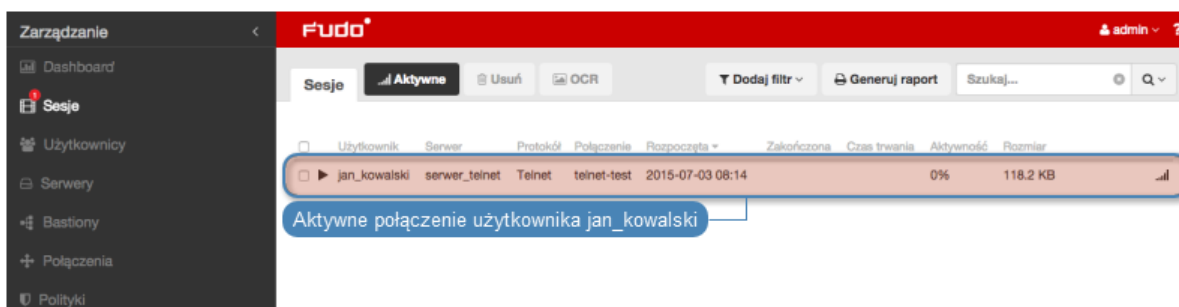 Zarządzanie
Fudo
admin
?
Dashboard
Sesje
Aktywne
Usuń
OCR
Dodaj filtr
Generuj raport
Szukaj...
1
Sesje
Użytkownicy
Użytkownik Serwer Protokół Połączenie Rozpoczęta Zakończona Czas trwania Aktywność Rozmiar
Serwery
jan_kowalski serwer_telnet Telnet telnet-test 2015-07-03 08:14 0% 118.2 KB
Bastiony
Aktywne połączenie użytkownika jan_kowalski
Połączenia
Polityki